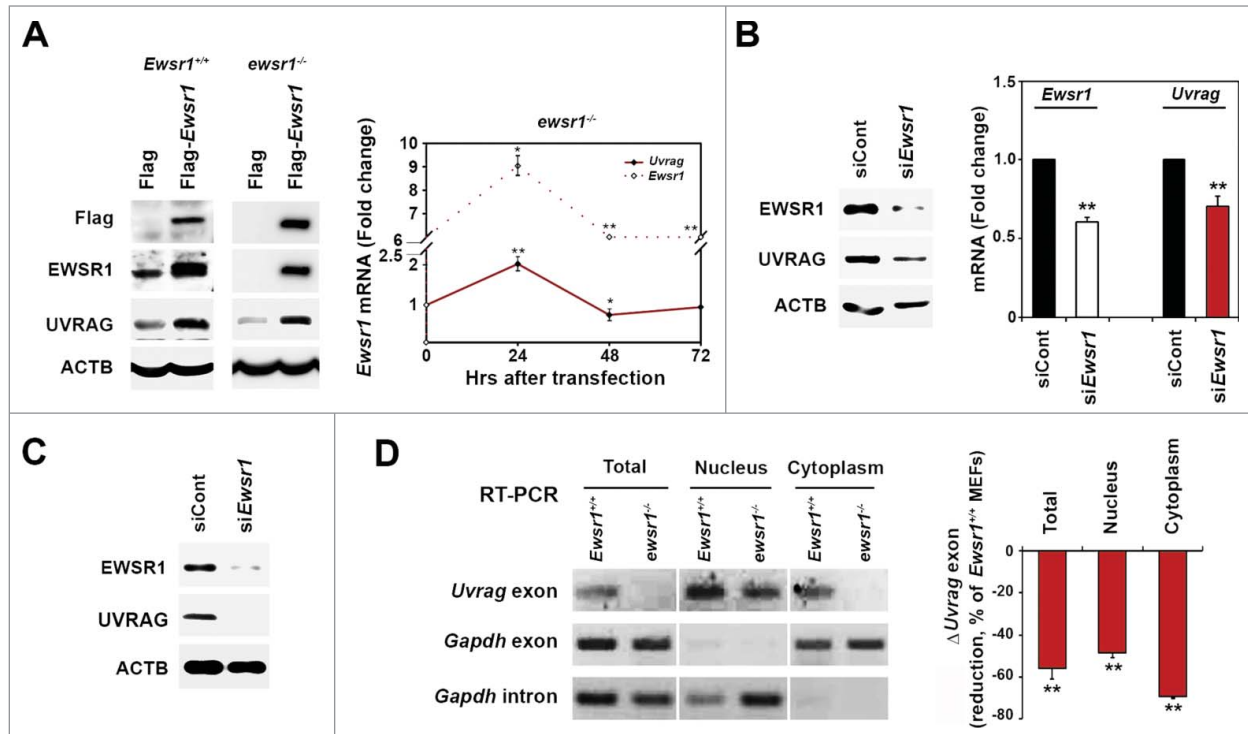 A
Ewsr1+/+ ewsr1-/-
Flag Flag-Ewsr1 Flag Flag-Ewsr1
Flag
EWSR1
UVRAG
ACTB
ewsr1-/-
Ewsr1 mRNA (Fold change)
10
9
8
7
6
2.5
2
1
* ** **
** *
Uvrag
Ewsr1
0 24 48 72
Hrs after transfection
B
siCont siEwsr1
EWSR1
UVRAG
ACTB
mRNA (Fold change)
1.5
1.0
0.5
0
Ewsr1 Uvrag
** **
siCont siEwsr1 siCont siEwsr1
C
siCont siEwsr1
EWSR1
UVRAG
ACTB
D
RT-PCR
Total Nucleus Cytoplasm
Ewsr1+/+ ewsr1-/- Ewsr1+/+ ewsr1-/- Ewsr1+/+ ewsr1-/-
Uvrag exon
Gapdh exon
Gapdh intron
Total Nucleus Cytoplasm
Δ Uvrag exon
(reduction, % of Ewsr1+/+ MEFs)
0
-20
-40
-60
-80
** ** **